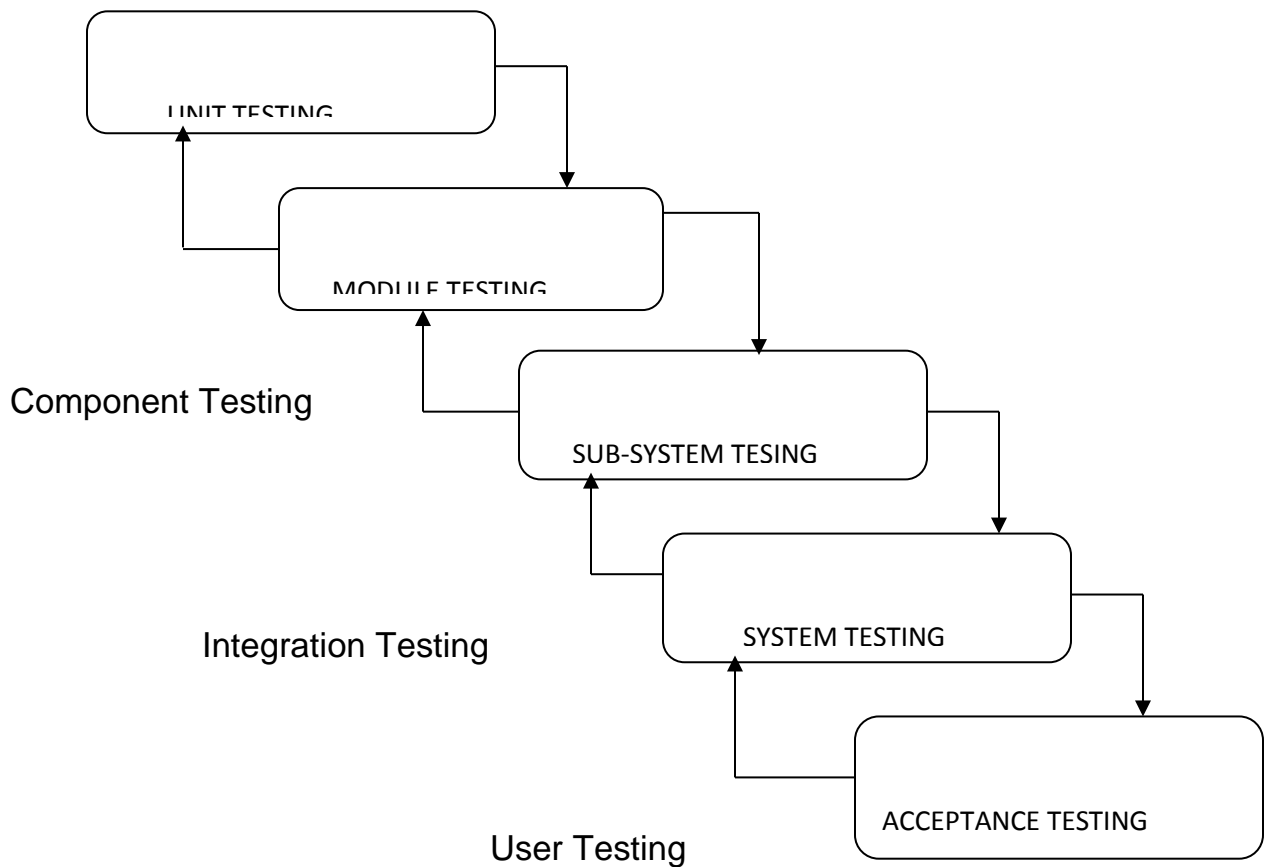 UNIT TESTING
MODULE TESTING
Component Testing
SUB-SYSTEM TESING
Integration Testing
SYSTEM TESTING
ACCEPTANCE TESTING
User Testing